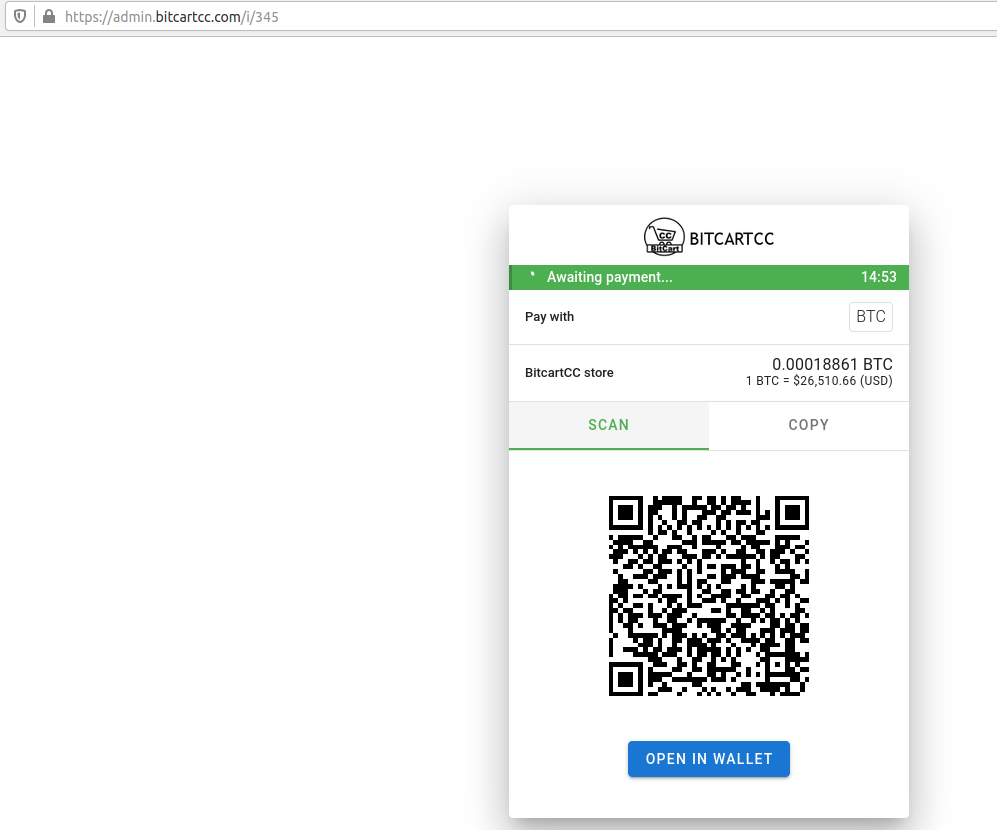 https://admin.bitcartcc.com/i/345
CC
BitCart
BITCARTCC
Awaiting payment... 14:53
Pay with BTC
0.00018861 BTC
BitcartCC store
1 BTC = $26,510.66 (USD)
SCAN COPY
OPEN IN WALLET